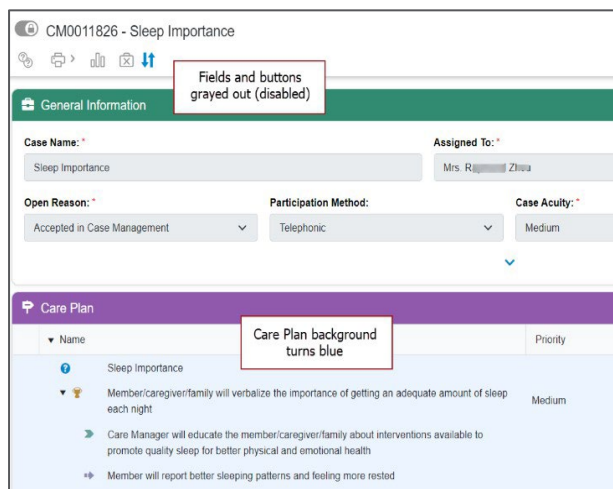 CM0011826 - Sleep Importance
Fields and buttons
grayed out (disabled)
General Information
Case Name: * Assigned To: *
Sleep Importance Mrs. Zhou
Open Reason: * Participation Method: Case Acuity: *
Accepted in Case Management Telephonic Medium
Care Plan
Care Plan background
turns blue
Name Priority
Sleep Importance
Member/caregiver/family will verbalize the importance of getting an adequate amount of sleep
each night
Medium
Care Manager will educate the member/caregiver/family about interventions available to
promote quality sleep for better physical and emotional health
Member will report better sleeping patterns and feeling more rested